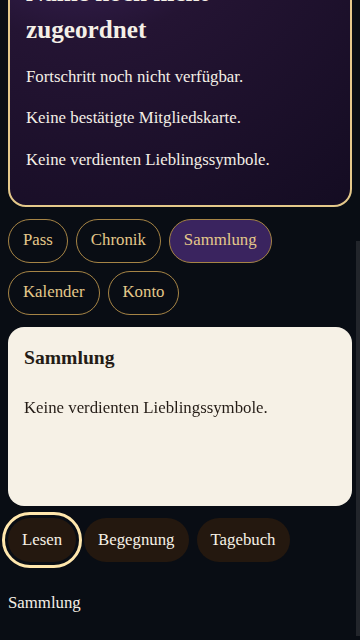 zugeordnet
Fortschritt noch nicht verfügbar.
Keine bestätigte Mitgliedskarte.
Keine verdienten Lieblingssymbole.
Pass Chronik Sammlung
Kalender Konto
Sammlung
Keine verdienten Lieblingssymbole.
Lesen Begegnung Tagebuch
Sammlung